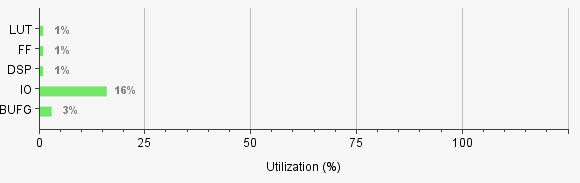 LUT 1%
FF 1%
DSP 1%
IO 16%
BUFG 3%
0 25 50 75 100
Utilization (%)